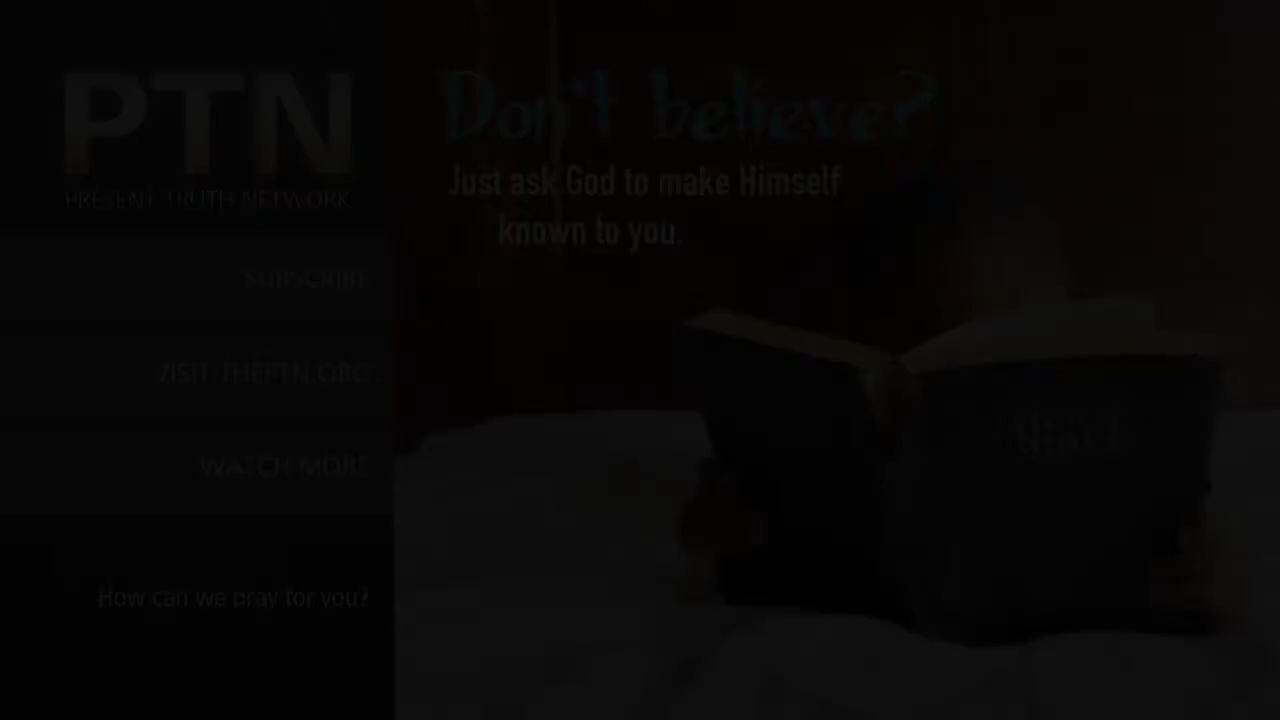 PTN
PRESENT TRUTH NETWORK
SUBSCRIBE
VISIT THEPTN.ORG
WATCH MORE
How can we pray for you?
Don't believe?
Just ask God to make Himself
known to you.